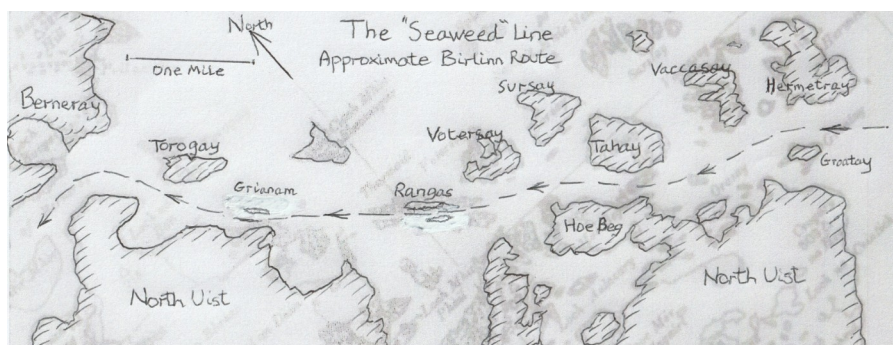 The "Seaweed" Line
Approximate Birlinn Route
North
one Mile
Berneray
Torogay
Grianam
Rangas
Votersay
Sursay
Tahay
Vaccasay
Hermetray
Groatay
Hoe Beg
North Uist
North Uist